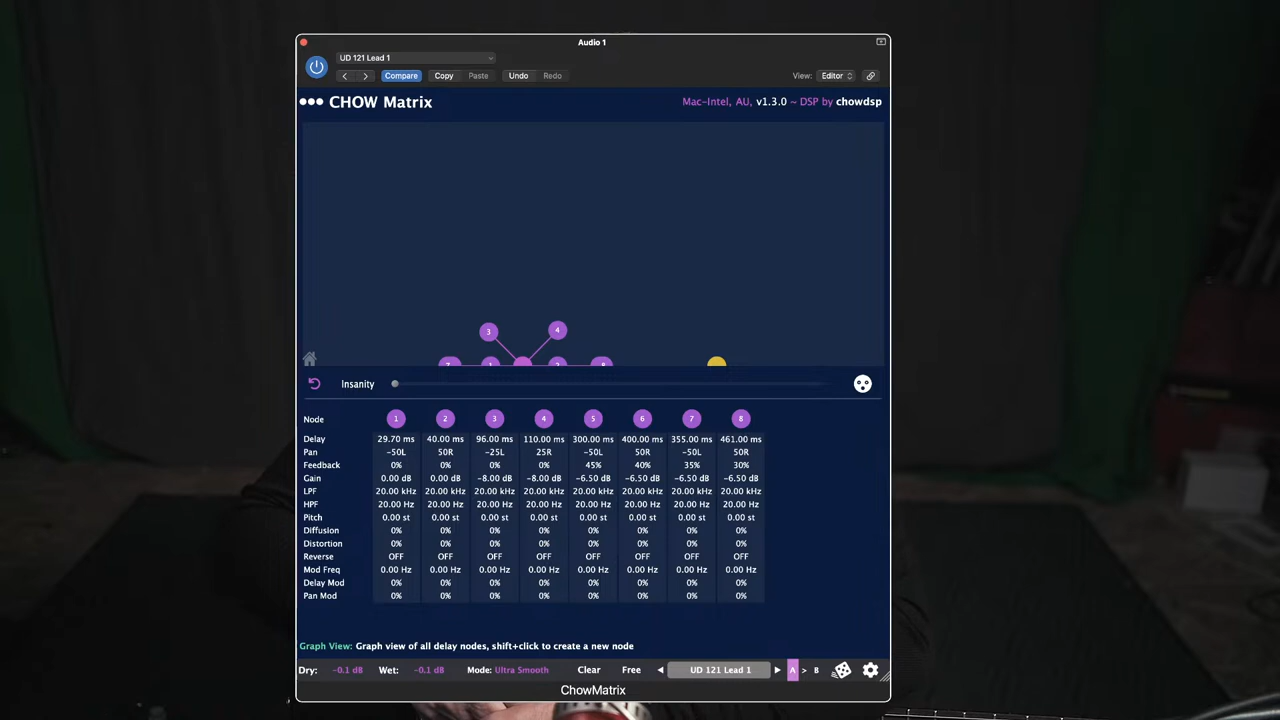 Audio 1
UD 121 Lead 1
Compare Copy Paste Undo Redo View: Editor
CHOW Matrix Mac-Intel, AU, v1.3.0 ~ DSP by chowdsp
3 4
7 1 2 8
Insanity
Node 1 2 3 4 5 6 7 8
Delay 29.70 ms 40.00 ms 96.00 ms 110.00 ms 300.00 ms 400.00 ms 355.00 ms 461.00 ms
Pan -50L 50R -25L 25R -50L 50R -50L 50R
Feedback 0% 0% 0% 0% 45% 40% 35% 30%
Gain 0.00 dB 0.00 dB -8.00 dB -8.00 dB -6.50 dB -6.50 dB -6.50 dB -6.50 dB
LPF 20.00 kHz 20.00 kHz 20.00 kHz 20.00 kHz 20.00 kHz 20.00 kHz 20.00 kHz 20.00 kHz
HPF 20.00 Hz 20.00 Hz 20.00 Hz 20.00 Hz 20.00 Hz 20.00 Hz 20.00 Hz 20.00 Hz
Pitch 0.00 st 0.00 st 0.00 st 0.00 st 0.00 st 0.00 st 0.00 st 0.00 st
Diffusion 0% 0% 0% 0% 0% 0% 0% 0%
Distortion 0% 0% 0% 0% 0% 0% 0% 0%
Reverse OFF OFF OFF OFF OFF OFF OFF OFF
Mod Freq 0.00 Hz 0.00 Hz 0.00 Hz 0.00 Hz 0.00 Hz 0.00 Hz 0.00 Hz 0.00 Hz
Delay Mod 0% 0% 0% 0% 0% 0% 0% 0%
Pan Mod 0% 0% 0% 0% 0% 0% 0% 0%
Graph View: Graph view of all delay nodes, shift+click to create a new node
Dry: -0.1 dB Wet: -0.1 dB Mode: Ultra Smooth Clear Free UD 121 Lead 1 A > B
ChowMatrix